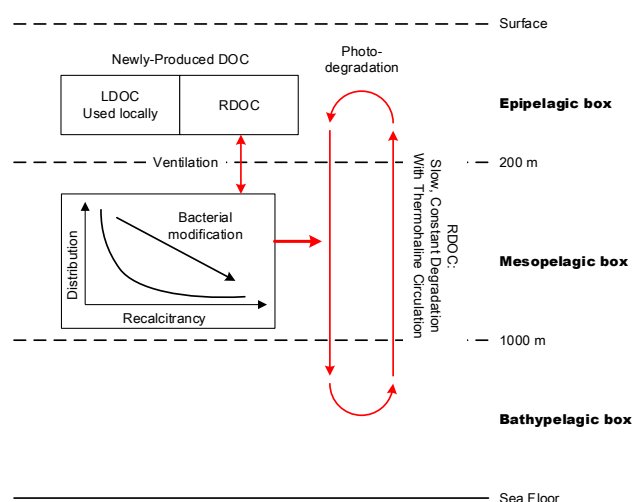 Surface
Newly-Produced DOC
Photo-
degradation
LDOC
Used locally
RDOC
Epipelagic box
Ventilation
200 m
Bacterial
modification
Distribution
Recalcitrancy
RDOC:
Slow, Constant Degradation
With Thermohaline Circulation
Mesopelagic box
1000 m
Bathypelagic box
Sea Floor